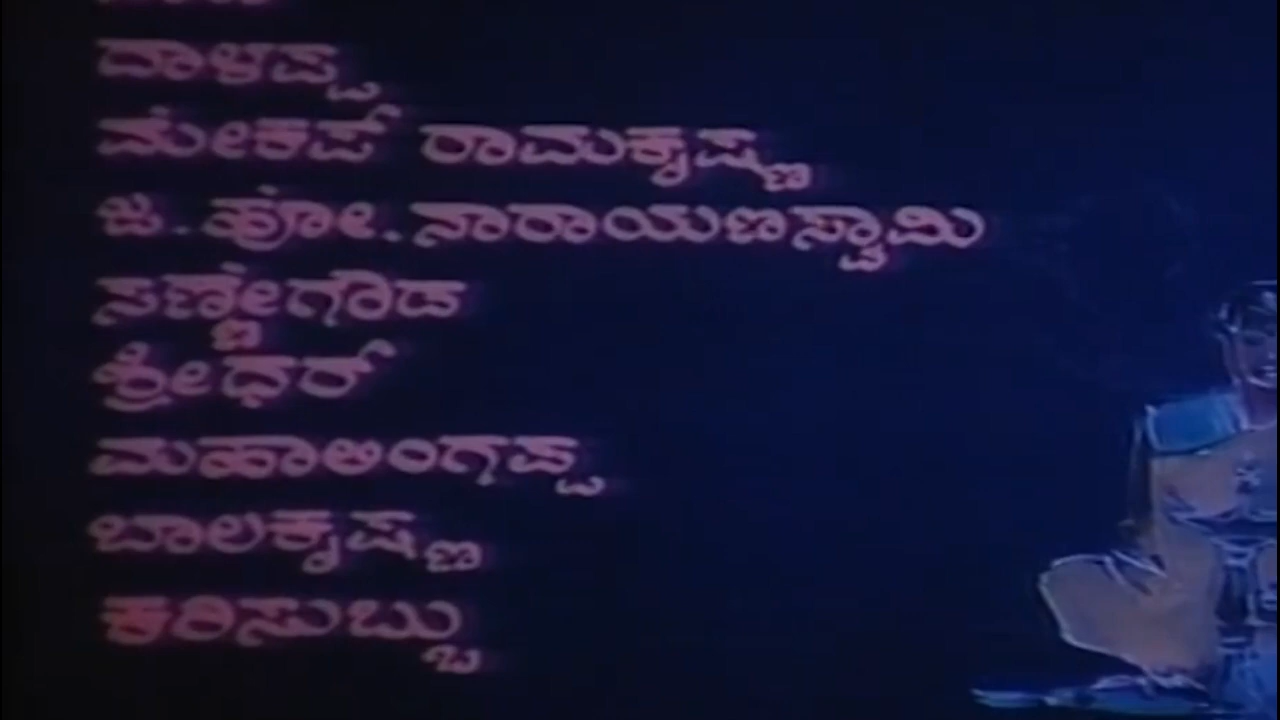 ದಾಳಪ್ಪ
ಮೇಕಪ್ ರಾಮಕೃಷ್ಣ
ಜ. ಹೋ. ನಾರಾಯಣಸ್ವಾಮಿ
ಸಣ್ಣೇಗೌಡ
ಶ್ರೀಧರ್
ಮಹಾಲಿಂಗಪ್ಪ
ಬಾಲಕೃಷ್ಣ
ಕರಿಸುಬ್ಬು